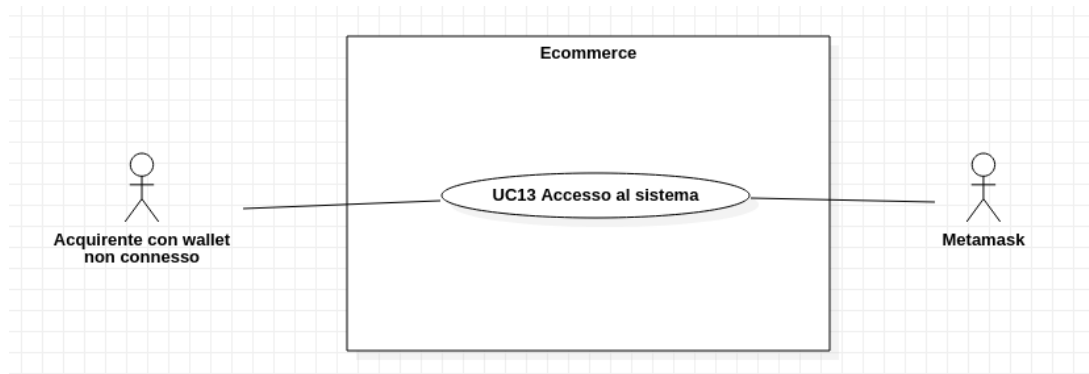 Ecommerce
UC13 Accesso al sistema
Acquirente con wallet
non connesso
Metamask